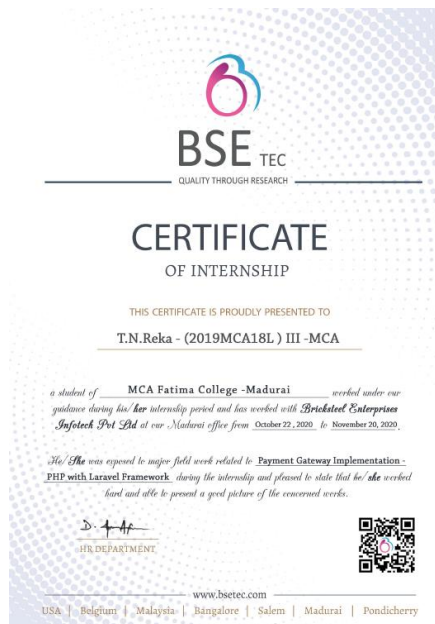 BSE TEC
QUALITY THROUGH RESEARCH
CERTIFICATE
OF INTERNSHIP
THIS CERTIFICATE IS PROUDLY PRESENTED TO
T.N.Reka - (2019MCA18L ) III -MCA
a student of MCA Fatima College -Madurai worked under our
guidance during his/ her internship period and has worked with Bricksteel Enterprises
Infotech Pvt Ltd at our Madurai office from October 22 , 2020 to November 20, 2020 .
He/ She was exposed to major field work related to Payment Gateway Implementation -
PHP with Laravel Framework during the internship and pleased to state that he/ she worked
hard and able to present a good picture of the concerned works.
HR DEPARTMENT
www.bsetec.com
USA | Belgium | Malaysia | Bangalore | Salem | Madurai | Pondicherry